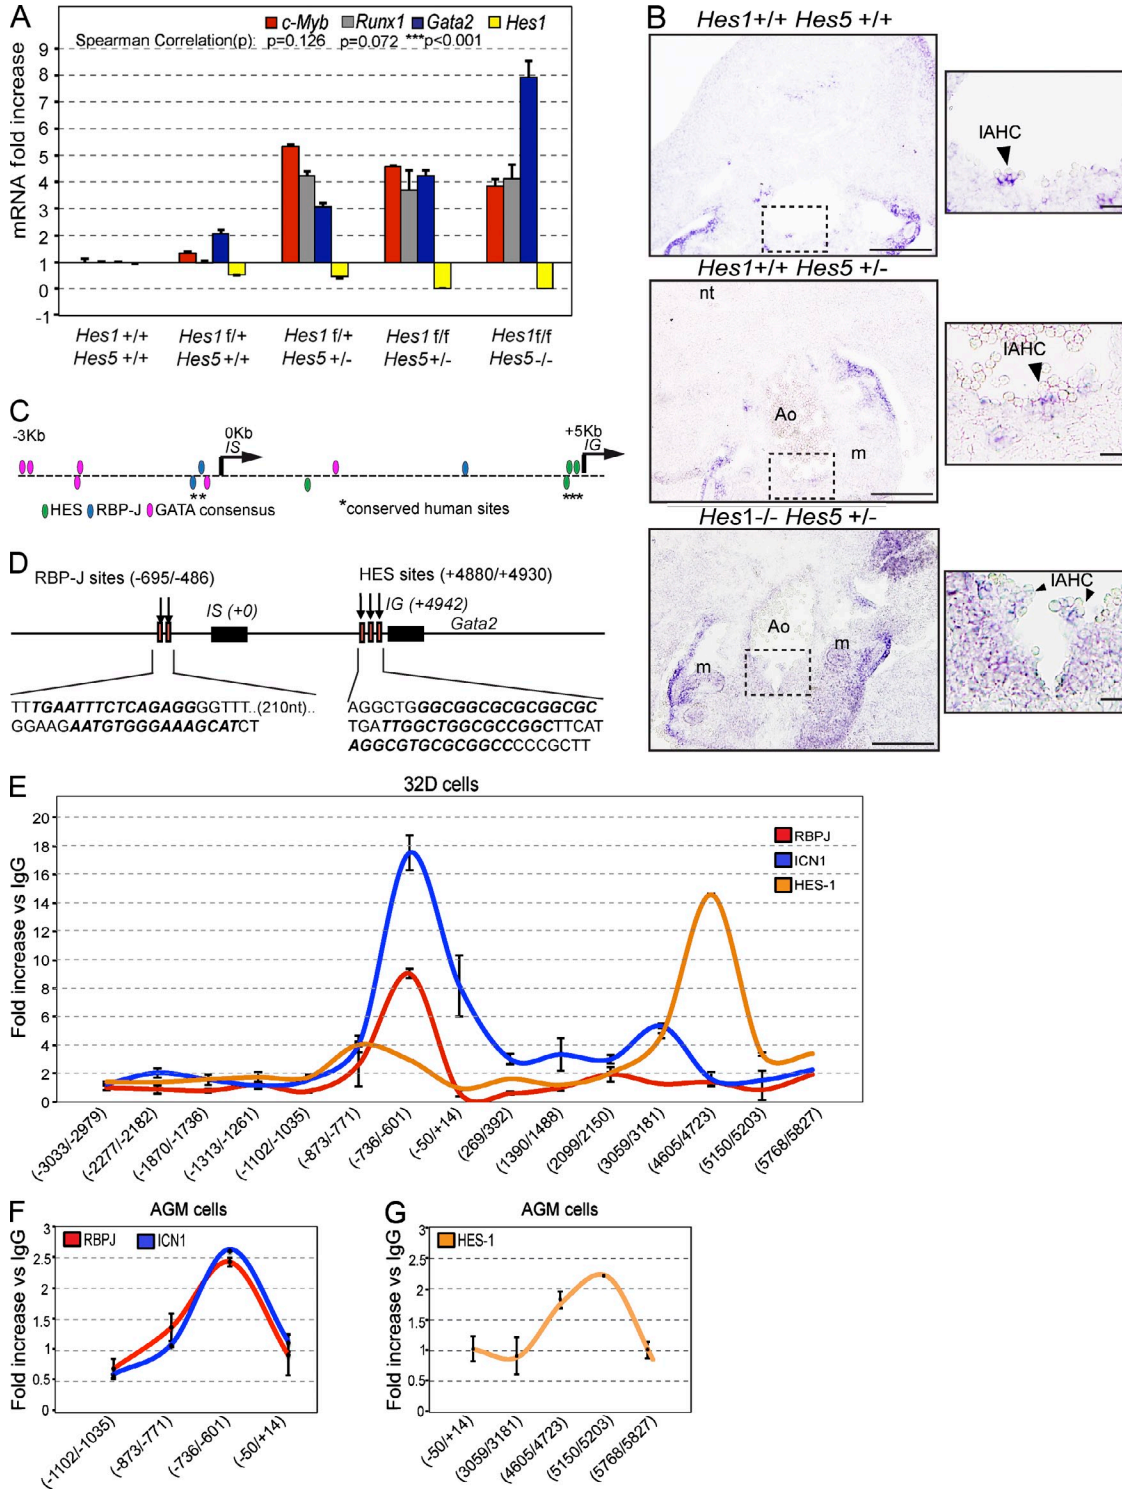 A
c-Myb Runx1 Gata2 Hes1
Spearman Correlation(p): p=0.126 p=0.072 ***p<0.001
mRNA fold increase
9
8
7
6
5
4
3
2
1
0
-1
Hes1 +/+ Hes1 f/+ Hes1 f/+ Hes1 f/f Hes1f/f
Hes5 +/+ Hes5 +/+ Hes5 +/- Hes5+/- Hes5-/-
B
Hes1+/+ Hes5 +/+
IAHC
Hes1+/+ Hes5 +/-
nt
Ao
m
IAHC
Hes1-/- Hes5 +/-
Ao
m
m
IAHC
C
-3Kb 0Kb +5Kb
IS IG
** ***
HES RBP-J GATA consensus *conserved human sites
D
RBP-J sites (-695/-486) HES sites (+4880/+4930)
IS (+0) IG (+4942)
Gata2
TTTGAATTTCTCAGAGGGGTTT..(210nt)..
GGAAGAATGTGGGAAAGCATCT
AGGCTGGGCGGCGCGCGGCGC
TGATTGGCTGGCGCCGGCTTCAT
AGGCGTGCGCGGCCCCCGCTT
E
32D cells
RBPJ
ICN1
HES-1
Fold increase vs IgG
20
18
16
14
12
10
8
6
4
2
0
(-3033/-2979) (-2277/-2182) (-1870/-1736) (-1313/-1261) (-1102/-1035) (-873/-771) (-736/-601) (-50/+14) (269/392) (1390/1488) (2099/2150) (3059/3181) (4605/4723) (5150/5203) (5768/5827)
F
AGM cells
RBPJ ICN1
Fold increase vs IgG
3
2.5
2
1.5
1
0.5
0
(-1102/-1035) (-873/-771) (-736/-601) (-50/+14)
G
AGM cells
HES-1
Fold increase vs IgG
3
2.5
2
1.5
1
0.5
0
(-50/+14) (3059/3181) (4605/4723) (5150/5203) (5768/5827)